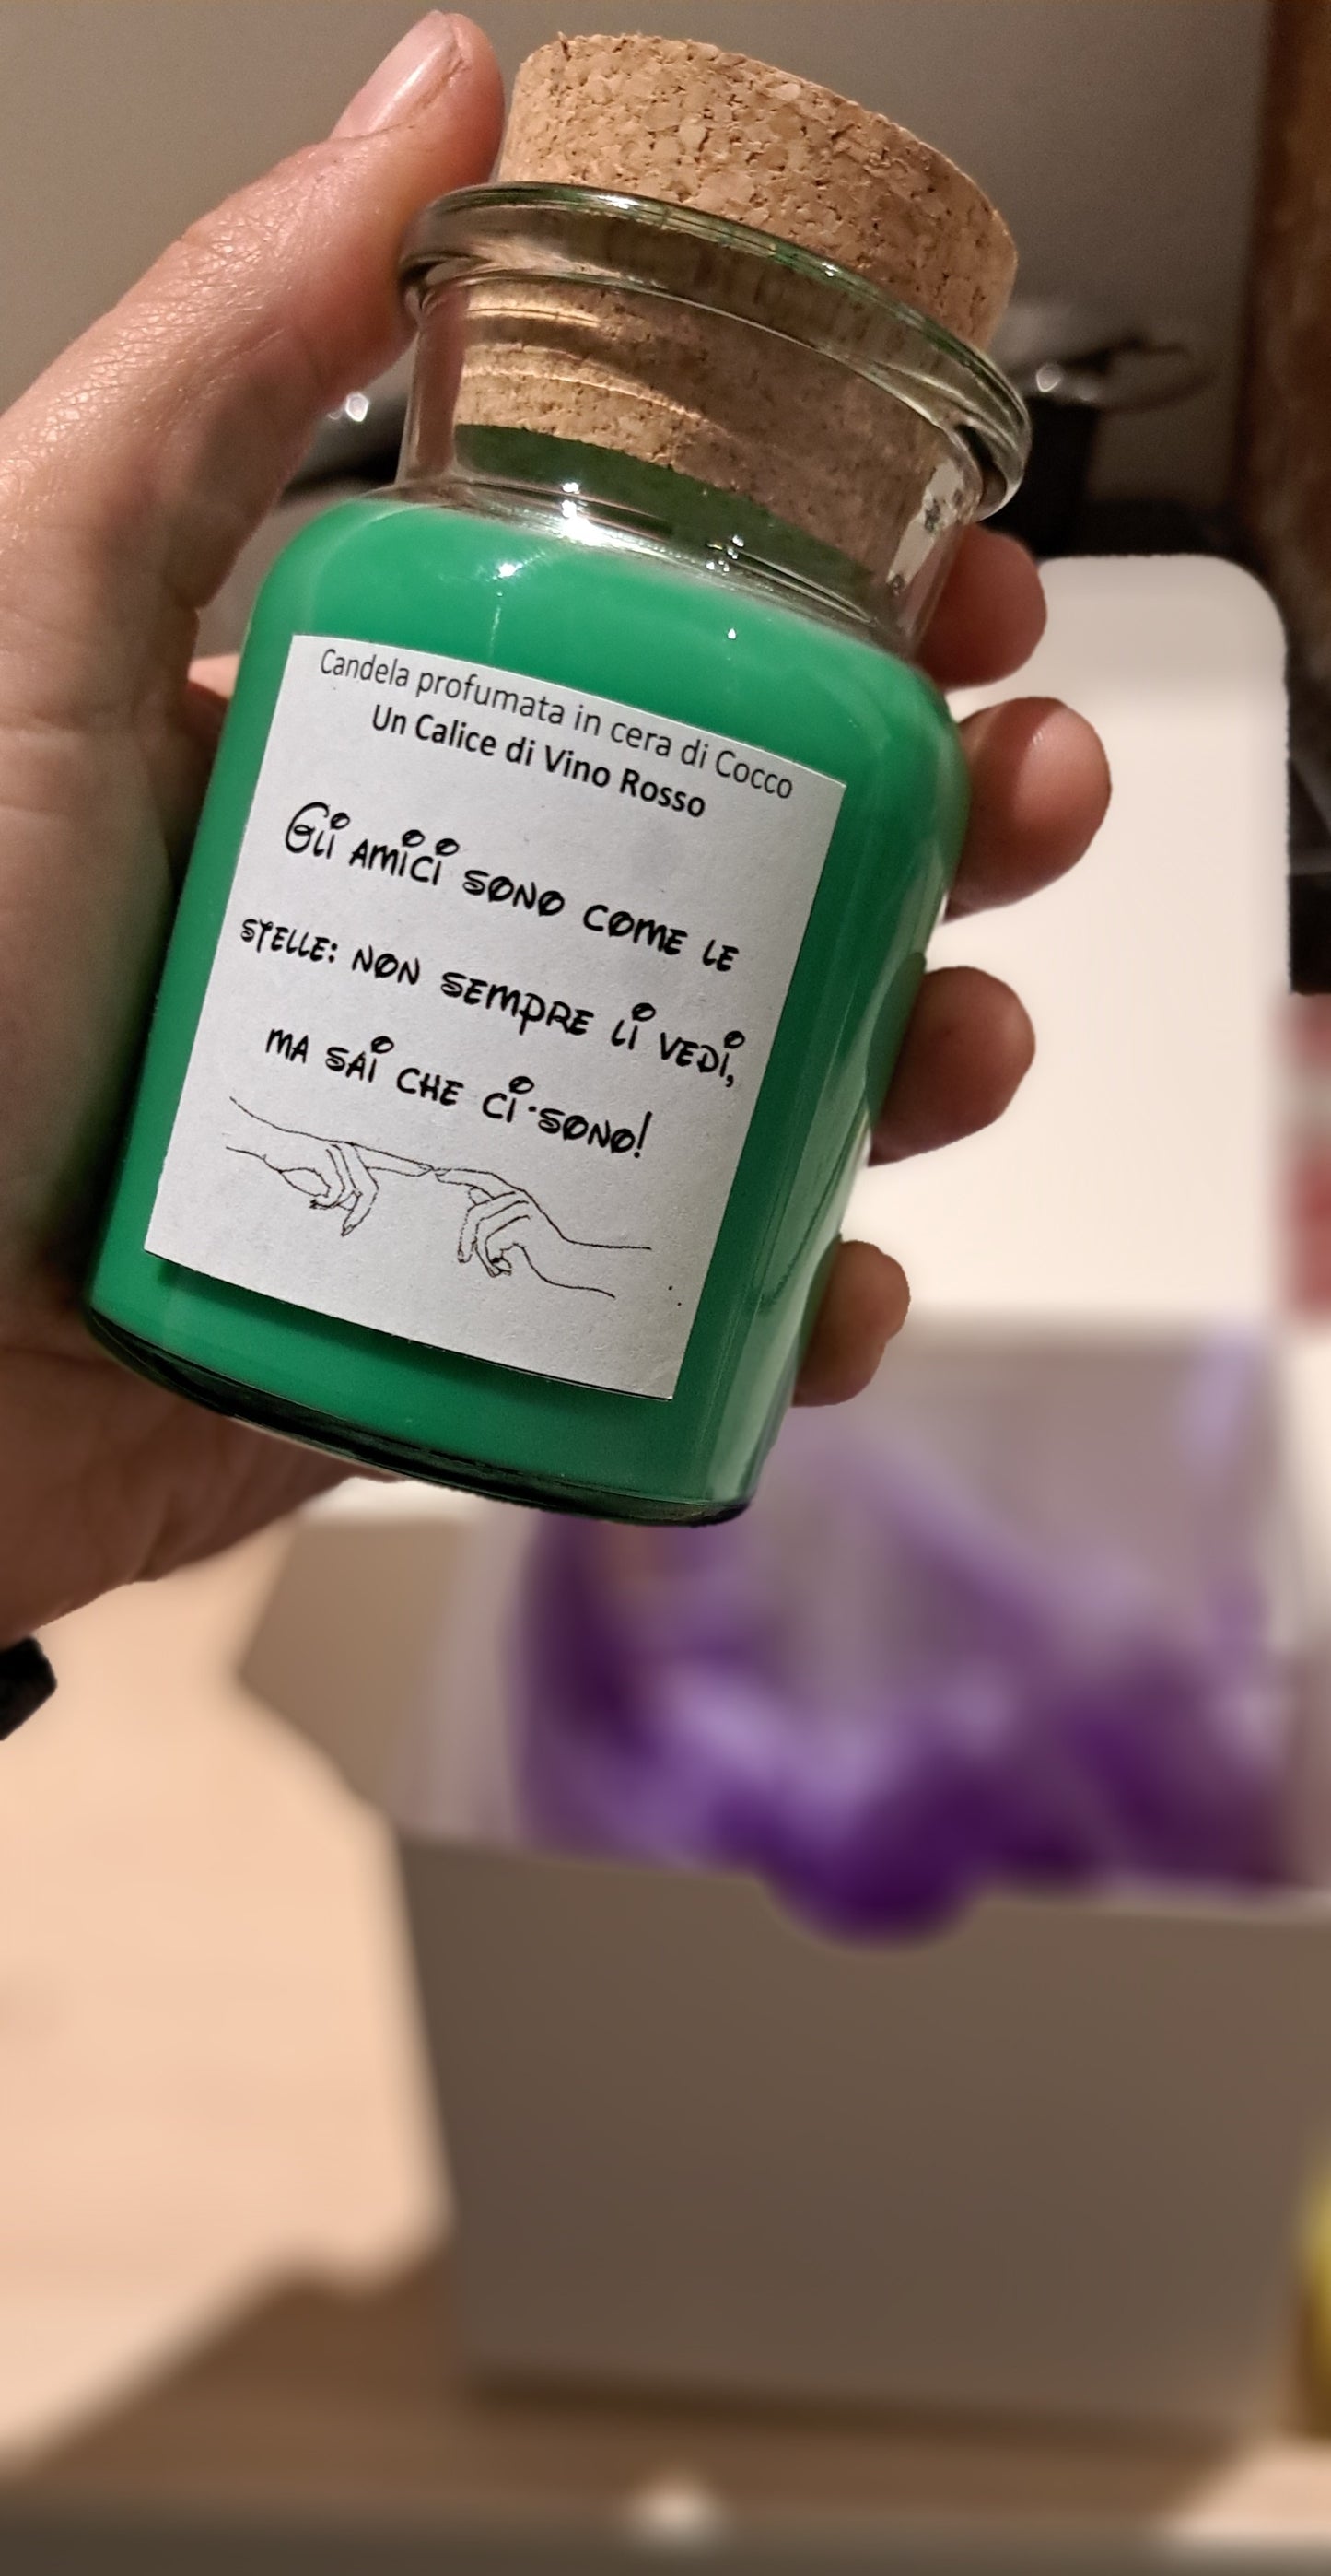 Candela profumata in cera di Cocco
Un Calice di Vino Rosso
Gli amici sono come le
stelle: non sempre li vedi,
ma sai che ci sono!